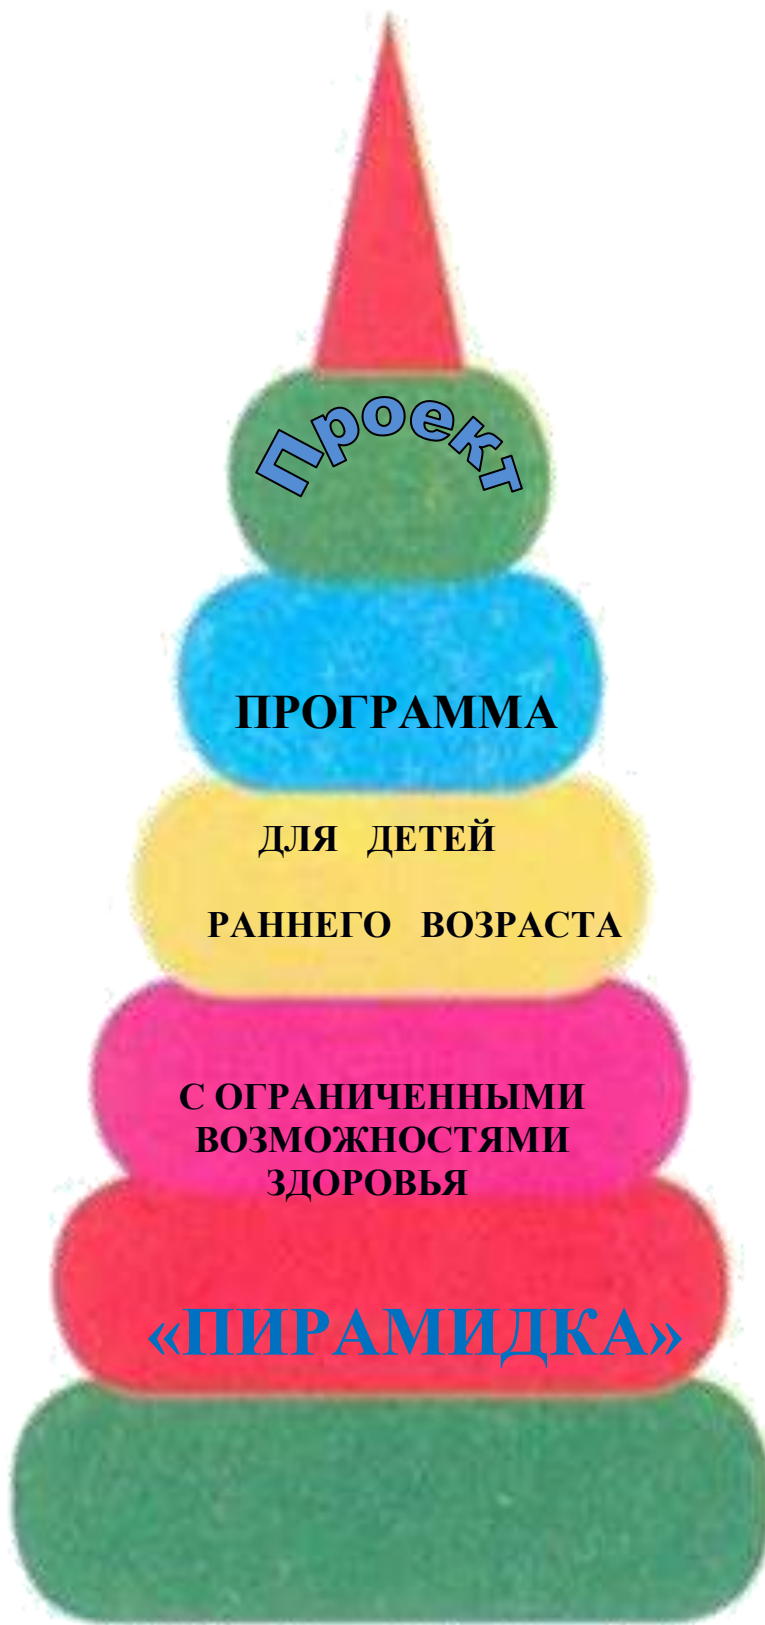 Проект
ПРОГРАММА
ДЛЯ ДЕТЕЙ
РАННЕГО ВОЗРАСТА
С ОГРАНИЧЕННЫМИ
ВОЗМОЖНОСТЯМИ
ЗДОРОВЬЯ
«ПИРАМИДКА»